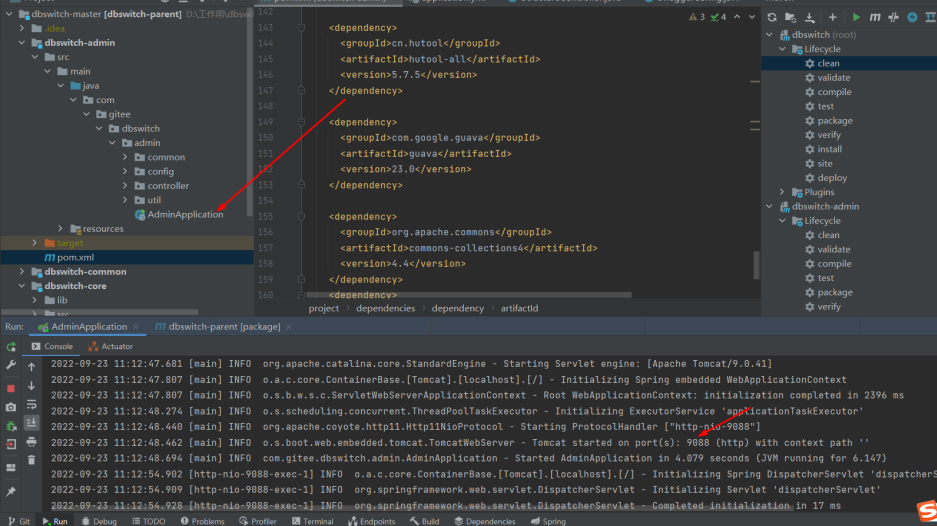 dbswitch-master [dbswitch-parent]
.idea
dbswitch-admin
src
main
java
com
gitee
dbswitch
admin
common
config
controller
util
AdminApplication
resources
target
pom.xml
dbswitch-common
dbswitch-core
lib
142
143 <dependency>
144 <groupId>cn.hutool</groupId>
145 <artifactId>hutool-all</artifactId>
146 <version>5.7.5</version>
147 </dependency>
148
149 <dependency>
150 <groupId>com.google.guava</groupId>
151 <artifactId>guava</artifactId>
152 <version>23.0</version>
153 </dependency>
154
155 <dependency>
156 <groupId>org.apache.commons</groupId>
157 <artifactId>commons-collections4</artifactId>
158 <version>4.4</version>
159 </dependency>
160 <dependency>
3 4
project > dependencies > dependency > artifactId
dbswitch (root)
Lifecycle
clean
validate
compile
test
package
verify
install
site
deploy
Plugins
dbswitch-admin
Lifecycle
clean
validate
compile
test
package
verify
Run: AdminApplication dbswitch-parent [package]
Console Actuator
2022-09-23 11:12:47.681 [main] INFO org.apache.catalina.core.StandardEngine - Starting Servlet engine: [Apache Tomcat/9.0.41]
2022-09-23 11:12:47.807 [main] INFO o.a.c.core.ContainerBase.[Tomcat].[localhost].[/] - Initializing Spring embedded WebApplicationContext
2022-09-23 11:12:47.807 [main] INFO o.s.b.w.s.c.ServletWebServerApplicationContext - Root WebApplicationContext: initialization completed in 2396 ms
2022-09-23 11:12:48.274 [main] INFO o.s.scheduling.concurrent.ThreadPoolTaskExecutor - Initializing ExecutorService 'applicationTaskExecutor'
2022-09-23 11:12:48.440 [main] INFO org.apache.coyote.http11.Http11NioProtocol - Starting ProtocolHandler ["http-nio-9088"]
2022-09-23 11:12:48.462 [main] INFO o.s.boot.web.embedded.tomcat.TomcatWebServer - Tomcat started on port(s): 9088 (http) with context path ''
2022-09-23 11:12:48.694 [main] INFO com.gitee.dbswitch.admin.AdminApplication - Started AdminApplication in 4.079 seconds (JVM running for 6.147)
2022-09-23 11:12:54.902 [http-nio-9088-exec-1] INFO o.a.c.core.ContainerBase.[Tomcat].[localhost].[/] - Initializing Spring DispatcherServlet 'dispatcherS
2022-09-23 11:12:54.909 [http-nio-9088-exec-1] INFO org.springframework.web.servlet.DispatcherServlet - Initializing Servlet 'dispatcherServlet'
2022-09-23 11:12:54.928 [http-nio-9088-exec-1] INFO org.springframework.web.servlet.DispatcherServlet - Completed initialization in 17 ms
Git Run Debug TODO Problems Profiler Terminal Endpoints Build Dependencies Spring